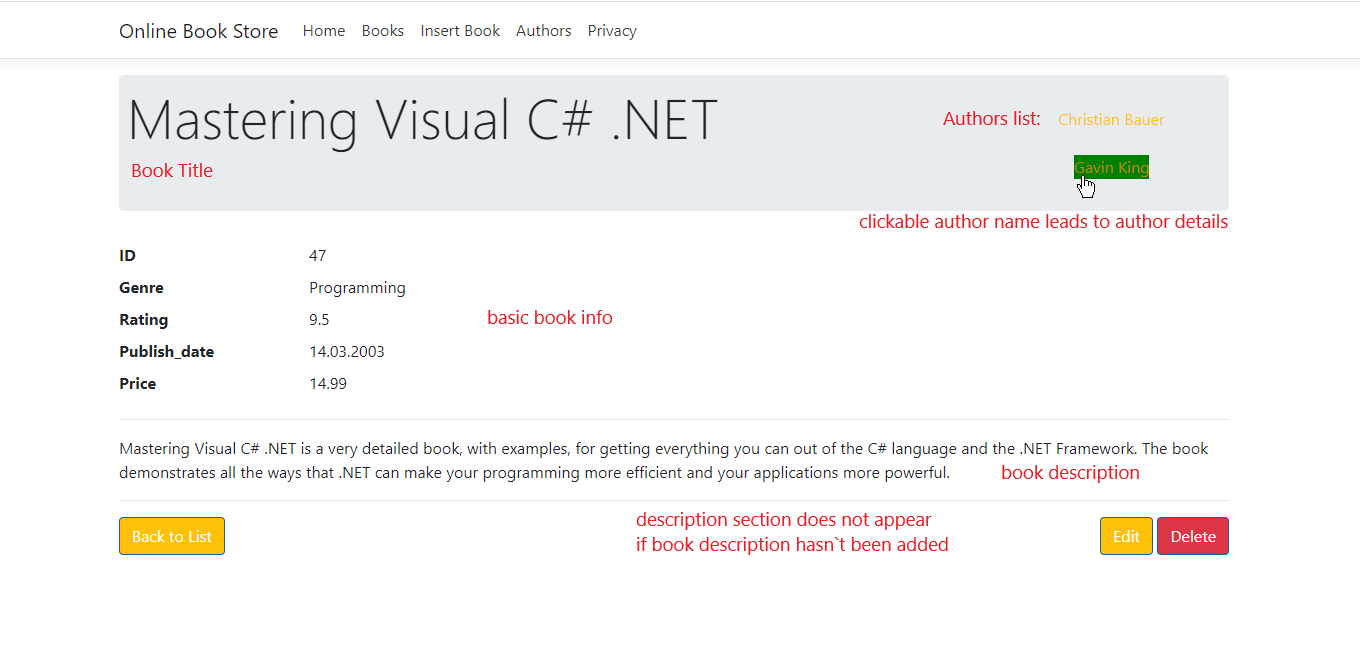 Online Book Store Home Books Insert Book Authors Privacy
Mastering Visual C# .NET
Authors list: Christian Bauer
Book Title
Gavin King
clickable author name leads to author details
ID 47
Genre Programming
Rating 9.5
basic book info
Publish_date 14.03.2003
Price 14.99
Mastering Visual C# .NET is a very detailed book, with examples, for getting everything you can out of the C# language and the .NET Framework. The book
demonstrates all the ways that .NET can make your programming more efficient and your applications more powerful.
book description
description section does not appear
if book description hasn`t been added
Back to List
Edit Delete